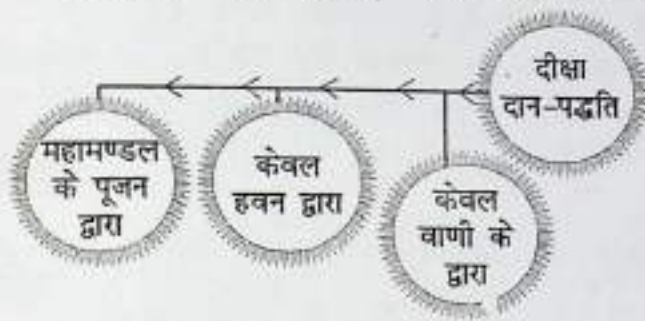 दीक्षा
दान-पद्धति
महामण्डल
के पूजन
द्वारा
केवल
हवन द्वारा
केवल
वाणी के
द्वारा